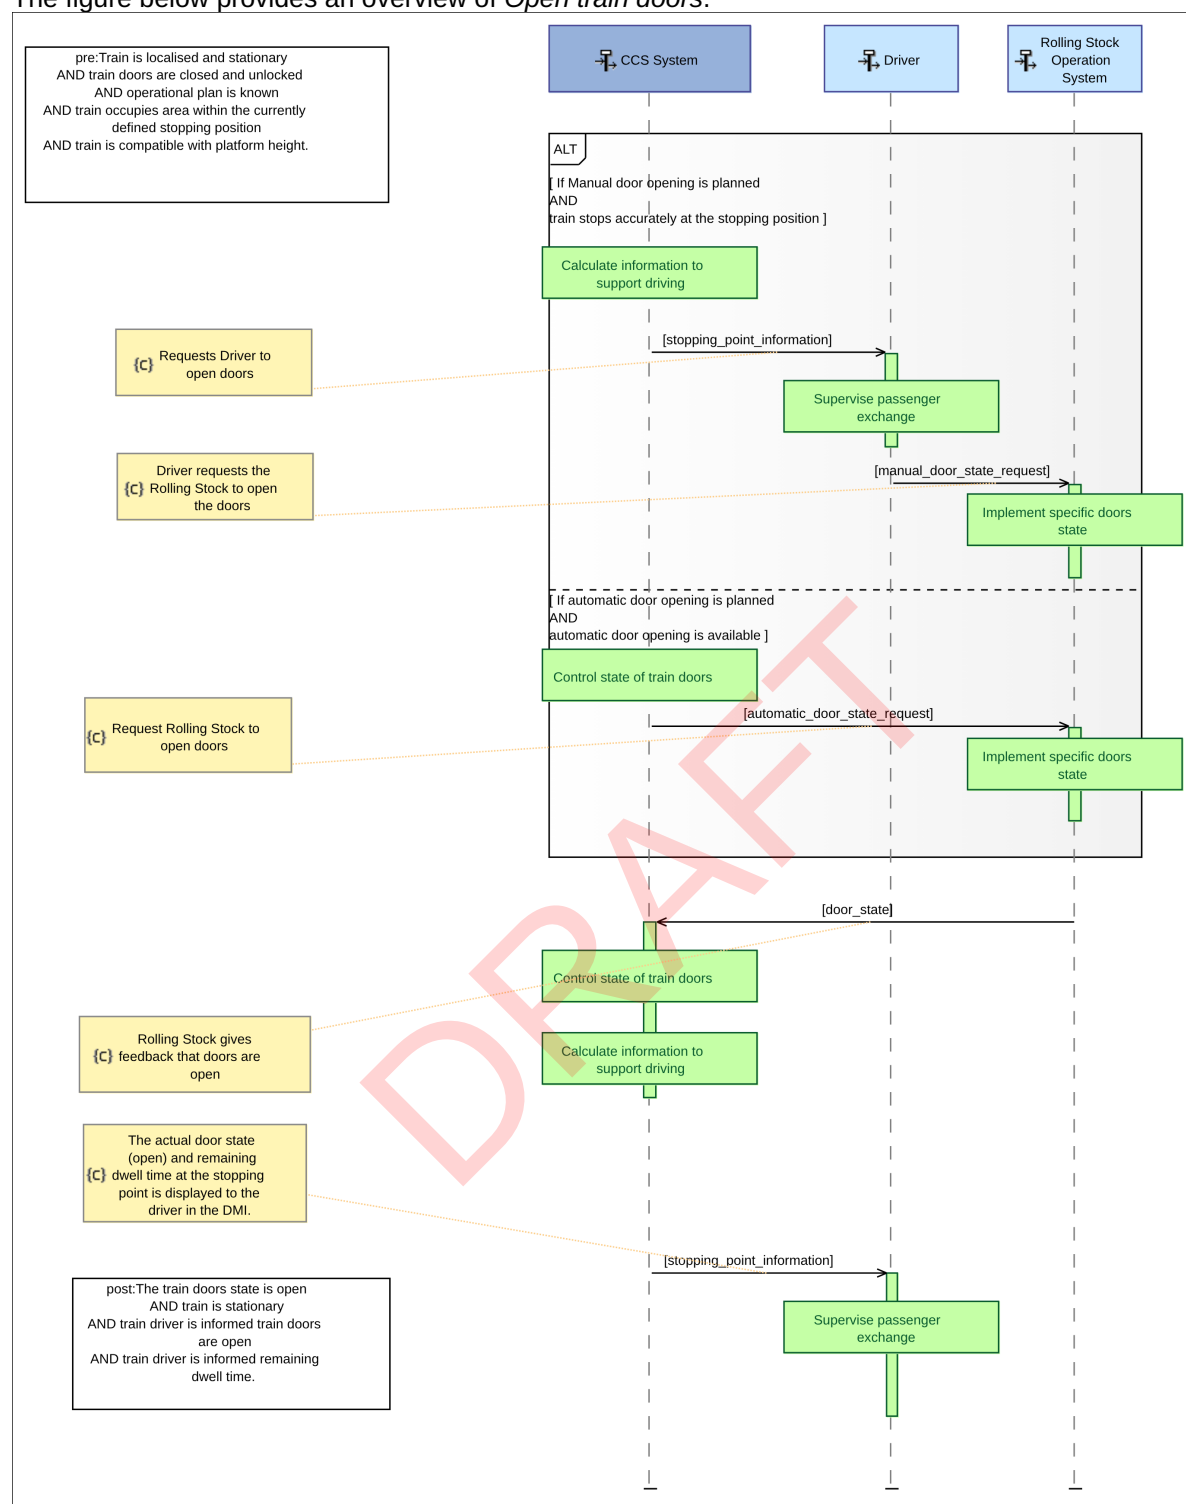 The figure below provides an overview of Open train doors.
pre:Train is localised and stationary
AND train doors are closed and unlocked
AND operational plan is known
AND train occupies area within the currently
defined stopping position
AND train is compatible with platform height.
CCS System
Driver
Rolling Stock
Operation
System
ALT
[ If Manual door opening is planned
AND
train stops accurately at the stopping position ]
Calculate information to
support driving
[stopping_point_information]
{C} Requests Driver to
open doors
Supervise passenger
exchange
Driver requests the
{C} Rolling Stock to open
the doors
[manual_door_state_request]
Implement specific doors
state
[ If automatic door opening is planned
AND
automatic door opening is available ]
Control state of train doors
[automatic_door_state_request]
{C} Request Rolling Stock to
open doors
Implement specific doors
state
[door_state]
Control state of train doors
Rolling Stock gives
{C} feedback that doors are
open
Calculate information to
support driving
The actual door state
(open) and remaining
{C} dwell time at the stopping
point is displayed to the
driver in the DMI.
[stopping_point_information]
post:The train doors state is open
AND train is stationary
AND train driver is informed train doors
are open
AND train driver is informed remaining
dwell time.
Supervise passenger
exchange
DRAFT